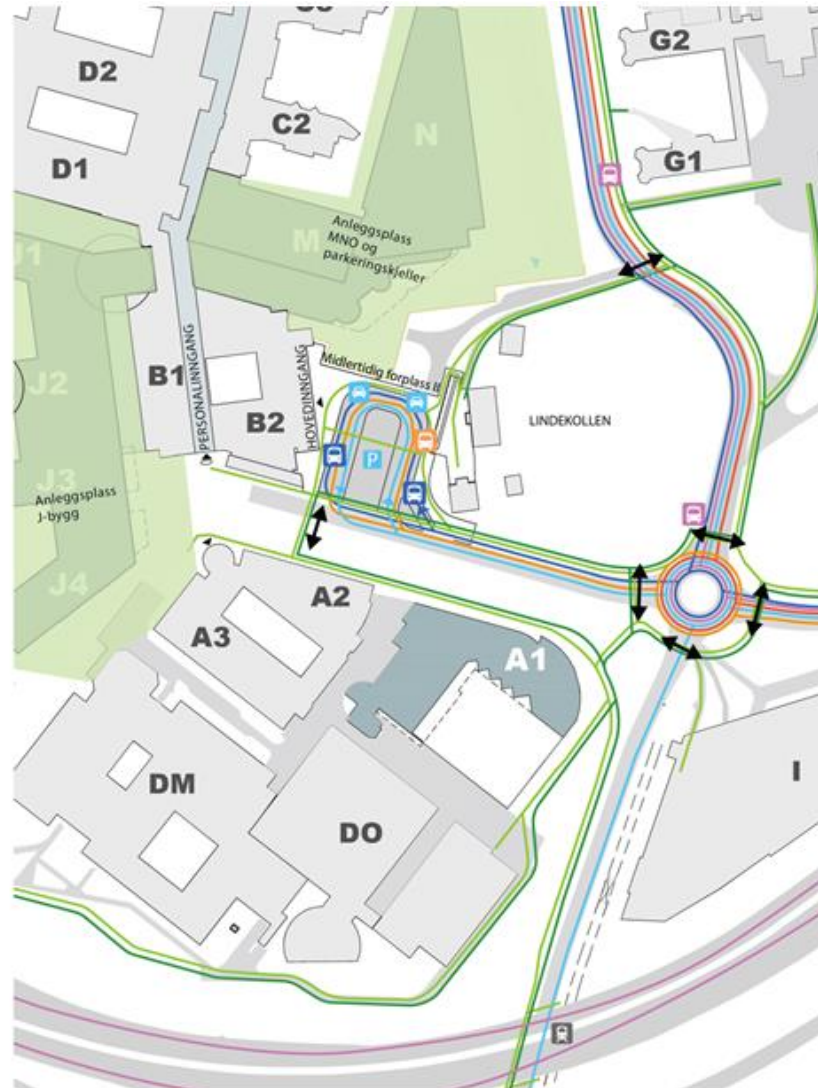 G2
D2
C2
N
G1
D1
Anleggsplass
MNO og
parkeringskjeller
M
J1
PERSONALINNGANG
HOVEDINNGANG
Midlertidig forplass B
J2
B1
B2
LINDEKOLLEN
P
J3
Anleggsplass
J-bygg
J4
A2
A3
A1
DM
I
DO